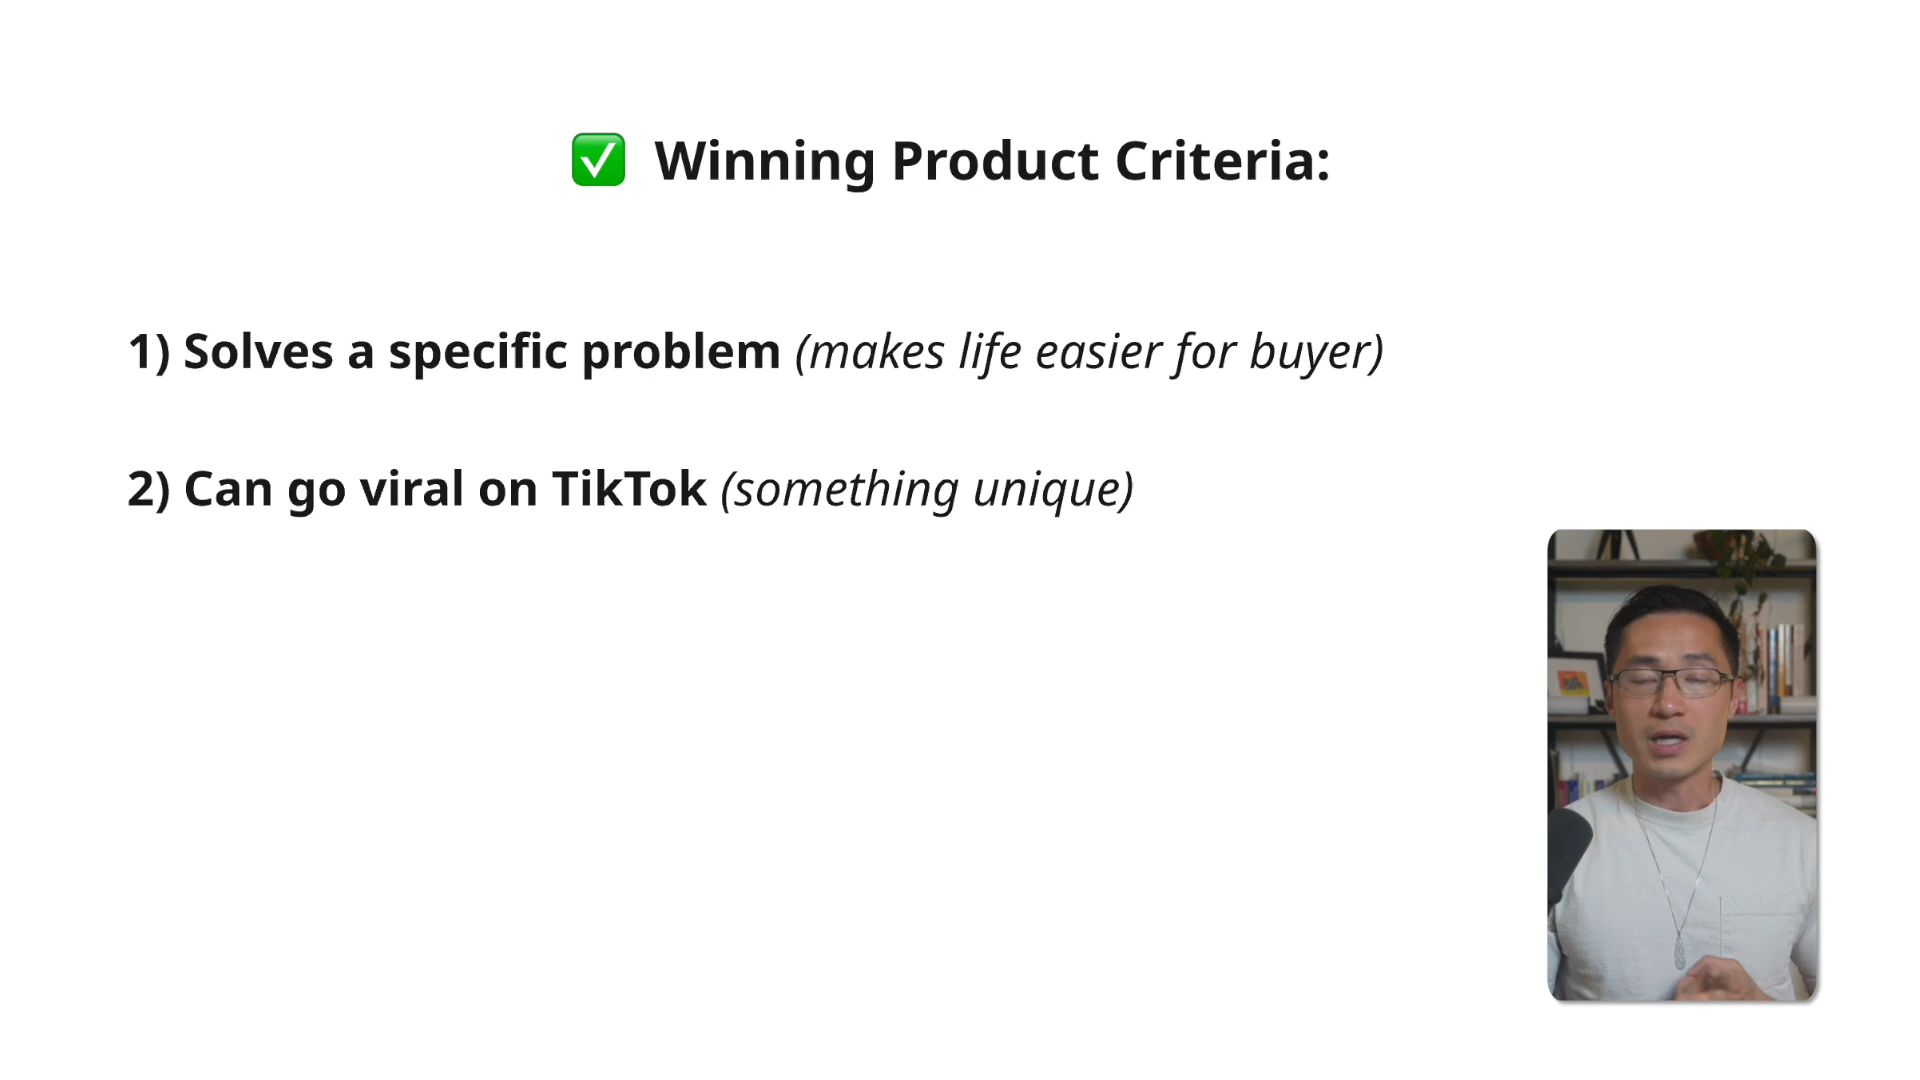 ✅ Winning Product Criteria:
1) Solves a specific problem (makes life easier for buyer)
2) Can go viral on TikTok (something unique)